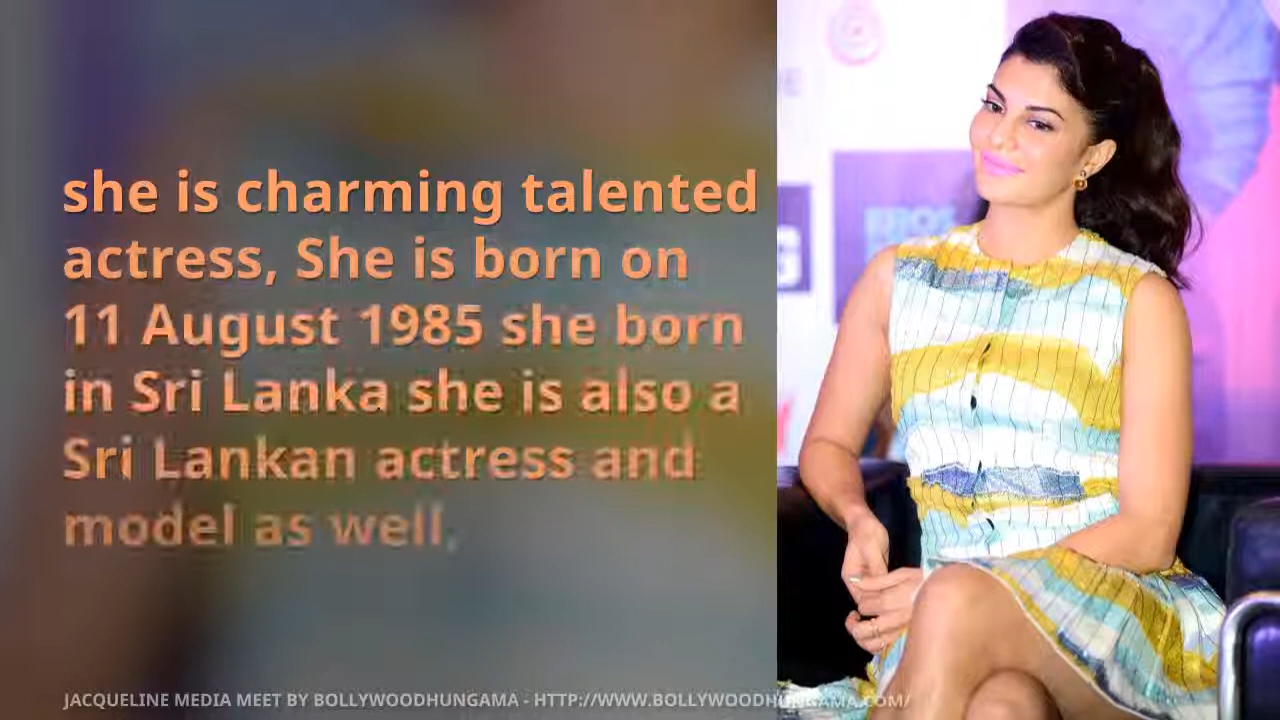 she is charming talented
actress, She is born on
11 August 1985 she born
in Sri Lanka she is also a
Sri Lankan actress and
model as well,
JACQUELINE MEDIA MEET BY BOLLYWOODHUNGAMA - HTTP://WWW.BOLLYWOODHUNGAMA.COM/
EROS